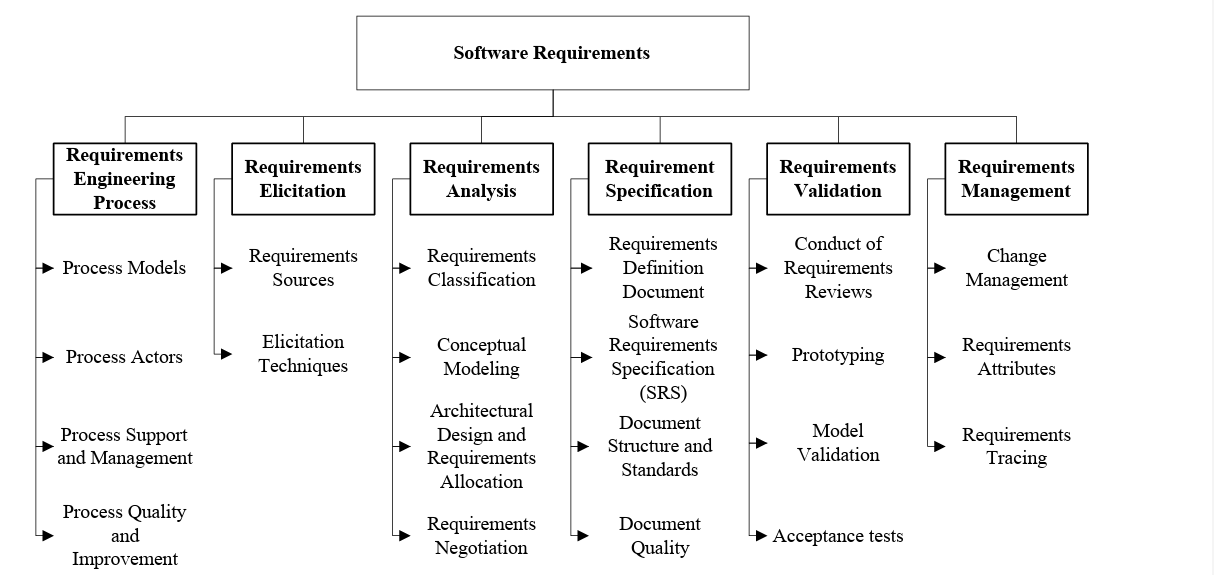 Software Requirements
Requirements
Engineering
Process
Requirements
Elicitation
Requirements
Analysis
Requirement
Specification
Requirements
Validation
Requirements
Management
Process Models
Process Actors
Process Support
and Management
Process Quality
and
Improvement
Requirements
Sources
Elicitation
Techniques
Requirements
Classification
Conceptual
Modeling
Architectural
Design and
Requirements
Allocation
Requirements
Negotiation
Requirements
Definition
Document
Software
Requirements
Specification
(SRS)
Document
Structure and
Standards
Document
Quality
Conduct of
Requirements
Reviews
Prototyping
Model
Validation
Acceptance tests
Change
Management
Requirements
Attributes
Requirements
Tracing